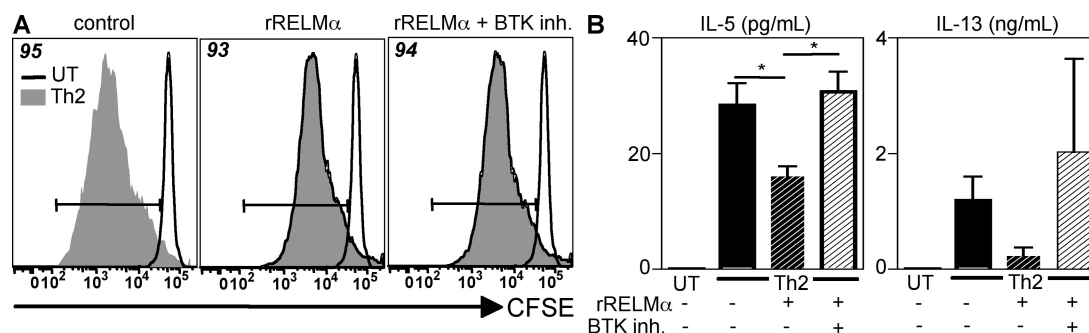 A
control
rRELMα
rRELMα + BTK inh.
95
93
94
UT
Th2
0 10² 10³ 10⁴ 10⁵
0 10² 10³ 10⁴ 10⁵
0 10² 10³ 10⁴ 10⁵
CFSE
B
IL-5 (pg/mL)
IL-13 (ng/mL)
40
20
0
* *
4
2
0
UT Th2
UT Th2
rRELMα - - + + - - + +
BTK inh. - - - + - - - +